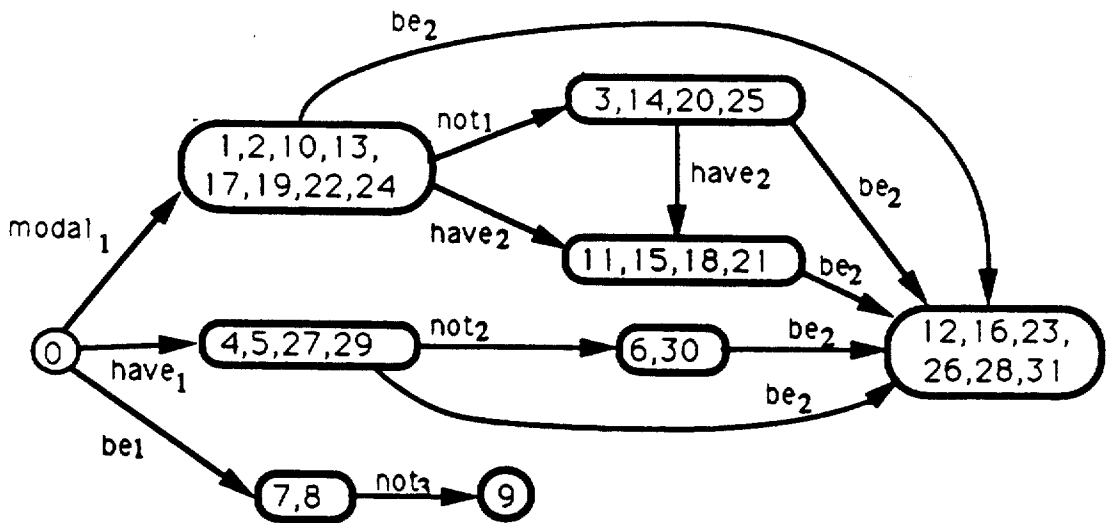 be2
not1
3,14,20,25
1,2,10,13,
17,19,22,24
have2
be2
modal1
have2
11,15,18,21
be2
0
have1
4,5,27,29
not2
6,30
be2
12,16,23,
26,28,31
be2
be1
7,8
not3
9